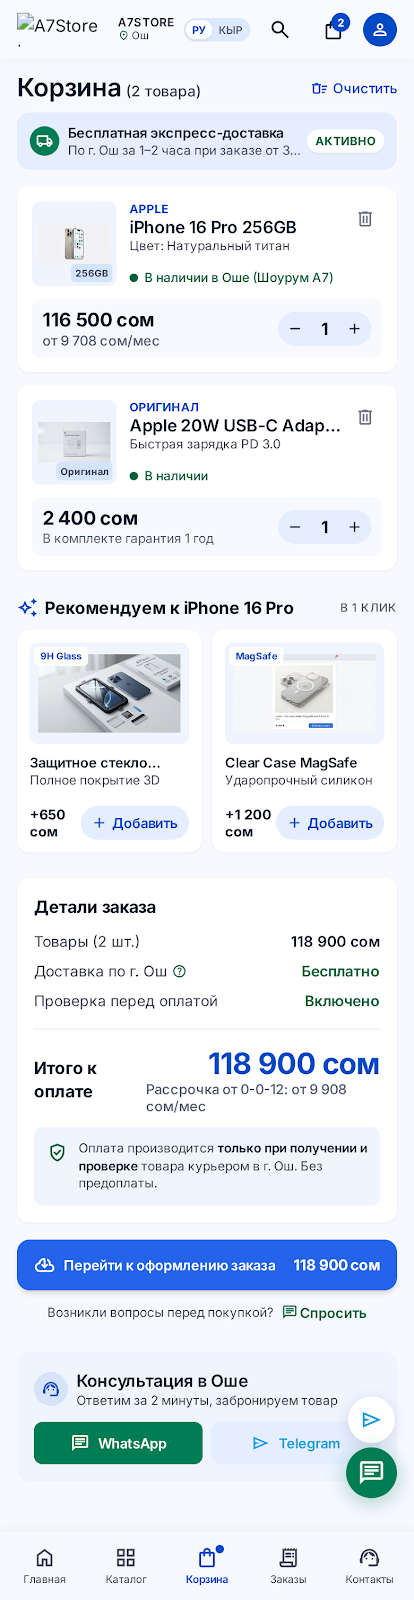 A7Store
.
A7STORE
Ош
РУ
КЫР
2
Корзина (2 товара)
Очистить
Бесплатная экспресс-доставка
По г. Ош за 1–2 часа при заказе от 3...
АКТИВНО
256GB
APPLE
iPhone 16 Pro 256GB
Цвет: Натуральный титан
В наличии в Оше (Шоурум А7)
116 500 сом
от 9 708 сом/мес
− 1 +
Оригинал
ОРИГИНАЛ
Apple 20W USB-C Adap...
Быстрая зарядка PD 3.0
В наличии
2 400 сом
В комплекте гарантия 1 год
− 1 +
Рекомендуем к iPhone 16 Pro
В 1 КЛИК
9H Glass
Защитное стекло...
Полное покрытие 3D
+650
сом
+ Добавить
MagSafe
Clear Case MagSafe
Ударопрочный силикон
+1 200
сом
+ Добавить
Детали заказа
Товары (2 шт.)
118 900 сом
Доставка по г. Ош
Бесплатно
Проверка перед оплатой
Включено
Итого к
оплате
118 900 сом
Рассрочка от 0-0-12: от 9 908
сом/мес
Оплата производится только при получении и
проверке товара курьером в г. Ош. Без
предоплаты.
Перейти к оформлению заказа
118 900 сом
Возникли вопросы перед покупкой?
Спросить
Консультация в Оше
Ответим за 2 минуты, забронируем товар
WhatsApp
Telegram
Главная
Каталог
Корзина
Заказы
Контакты